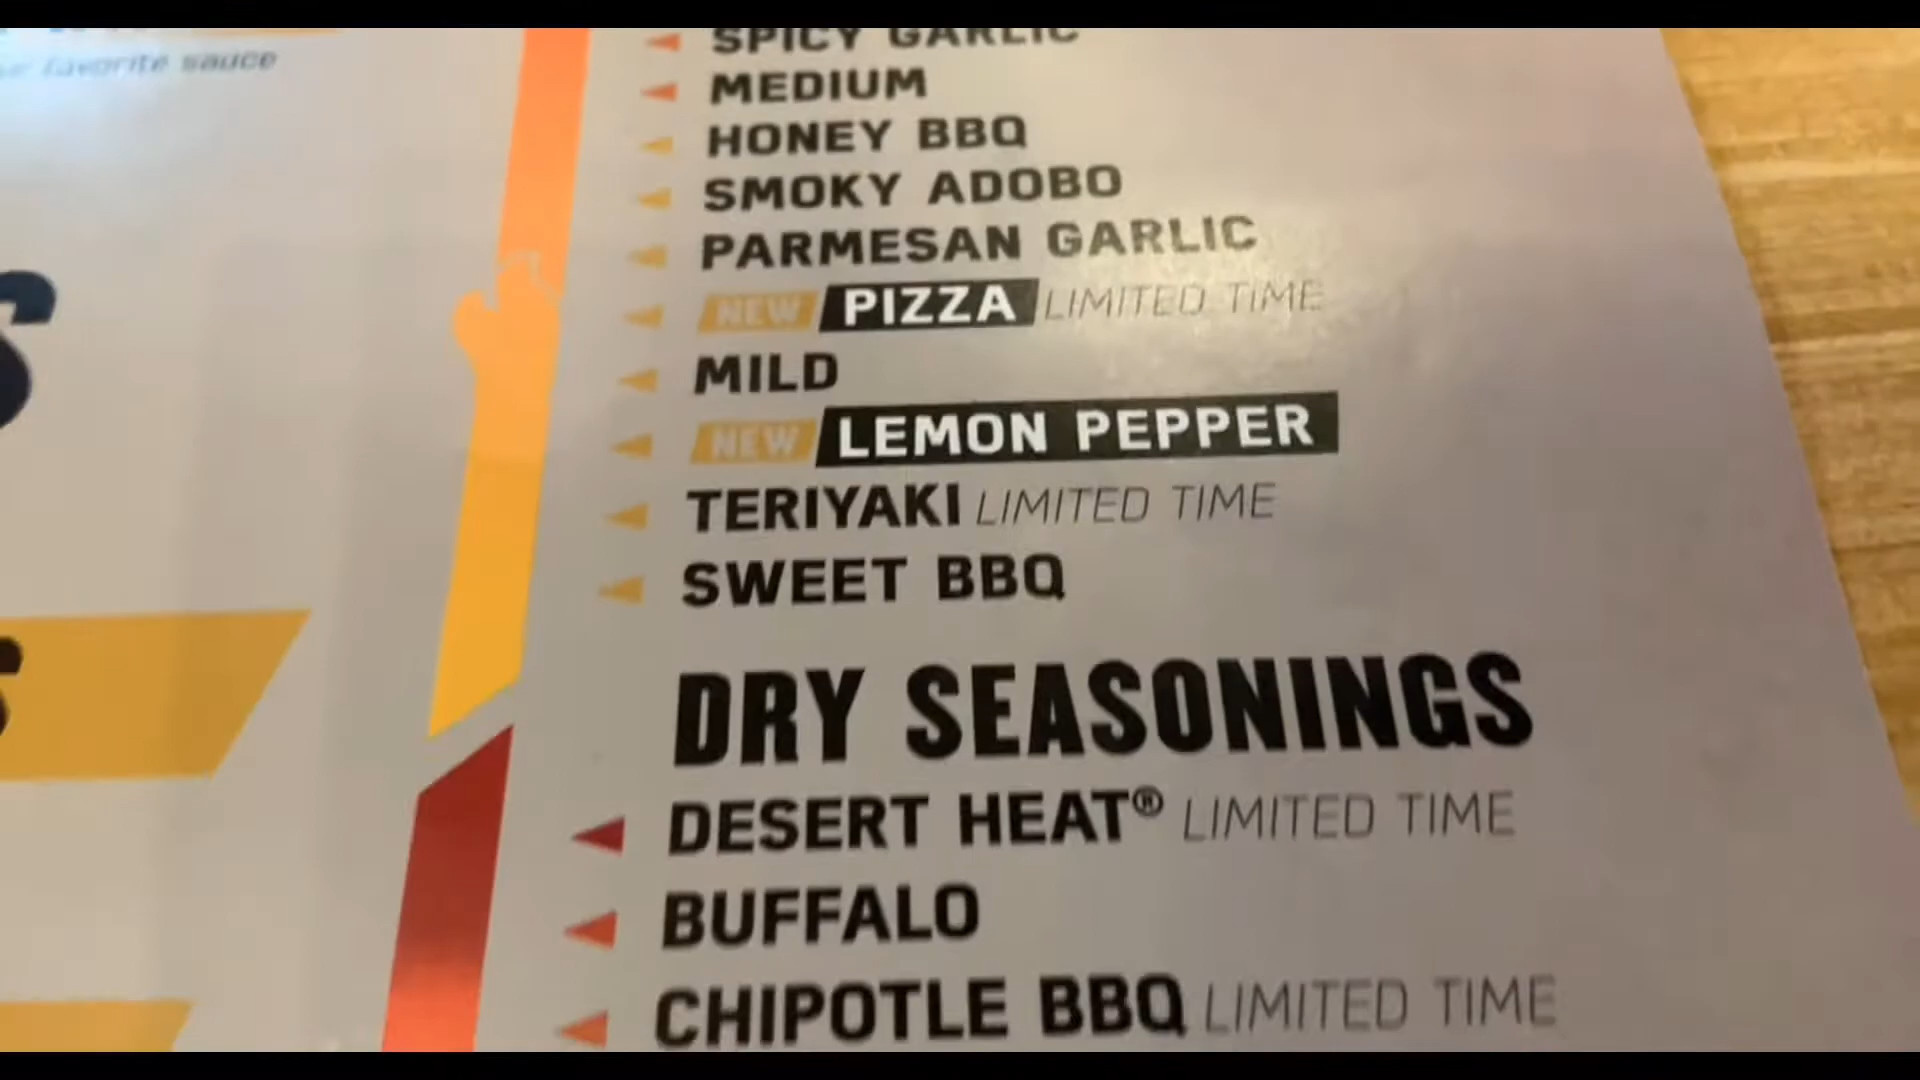 favorite sauce
SPICY GARLIC
MEDIUM
HONEY BBQ
SMOKY ADOBO
PARMESAN GARLIC
NEW PIZZA LIMITED TIME
MILD
NEW LEMON PEPPER
TERIYAKI LIMITED TIME
SWEET BBQ
DRY SEASONINGS
DESERT HEAT® LIMITED TIME
BUFFALO
CHIPOTLE BBQ LIMITED TIME